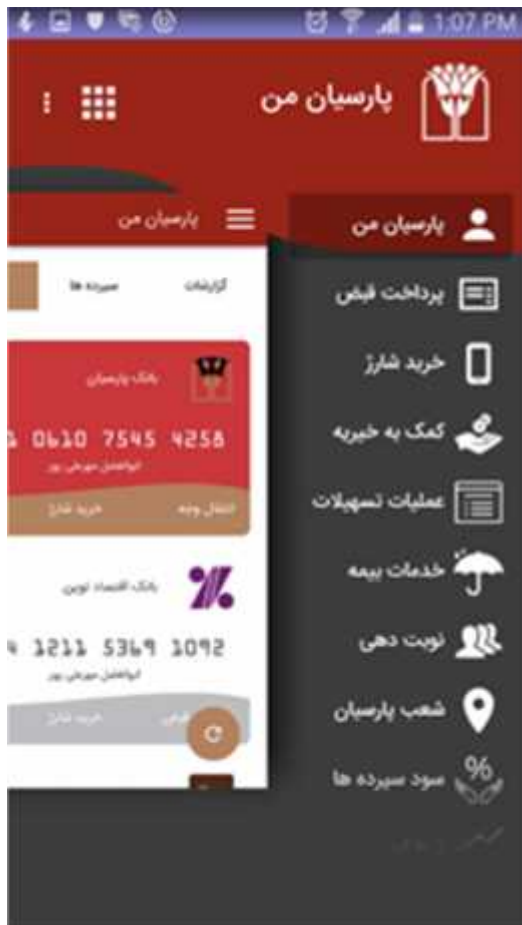 1:07 PM
پارسیان من
پارسیان من
پرداخت قبض
خرید شارژ
کمک به خیریه
عملیات تسهیلات
خدمات بیمه
نوبت دهی
شعب پارسیان
سود سپرده ها
پارسیان من
گزارشات
سپرده ها
بانک پارسیان
0610 7545 4258
انتقال وجه
خرید شارژ
بانک اقتصاد نوین
1211 5369 1092
خرید شارژ